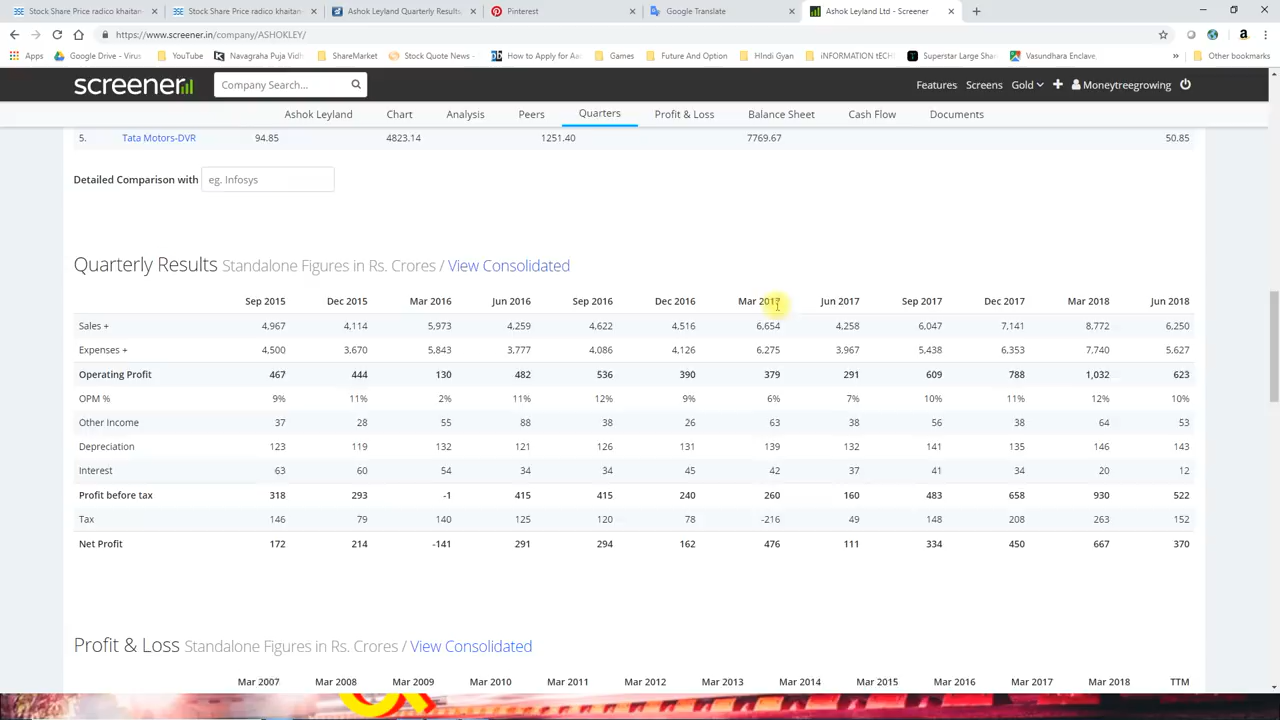 Stock Share Price radico khaitan
Stock Share Price radico khaitan
Ashok Leyland Quarterly Results,
Pinterest
Google Translate
Ashok Leyland Ltd - Screener
https://www.screener.in/company/ASHOKLEY/
Apps Google Drive - Virus YouTube Navagraha Puja Vidh ShareMarket Stock Quote News - How to Apply for Aad Games Future And Option HIndi Gyan iNFORMATION tECH Superstar Large Shar Vasundhara Enclave, » Other bookmarks
screener Company Search... Features Screens Gold Moneytreegrowing
Ashok Leyland Chart Analysis Peers Quarters Profit & Loss Balance Sheet Cash Flow Documents
5. Tata Motors-DVR 94.85 4823.14 1251.40 7769.67 50.85
Detailed Comparison with eg. Infosys
Quarterly Results Standalone Figures in Rs. Crores / View Consolidated
Sep 2015 Dec 2015 Mar 2016 Jun 2016 Sep 2016 Dec 2016 Mar 2017 Jun 2017 Sep 2017 Dec 2017 Mar 2018 Jun 2018
Sales + 4,967 4,114 5,973 4,259 4,622 4,516 6,654 4,258 6,047 7,141 8,772 6,250
Expenses + 4,500 3,670 5,843 3,777 4,086 4,126 6,275 3,967 5,438 6,353 7,740 5,627
Operating Profit 467 444 130 482 536 390 379 291 609 788 1,032 623
OPM % 9% 11% 2% 11% 12% 9% 6% 7% 10% 11% 12% 10%
Other Income 37 28 55 88 38 26 63 38 56 38 64 53
Depreciation 123 119 132 121 126 131 139 132 141 135 146 143
Interest 63 60 54 34 34 45 42 37 41 34 20 12
Profit before tax 318 293 -1 415 415 240 260 160 483 658 930 522
Tax 146 79 140 125 120 78 -216 49 148 208 263 152
Net Profit 172 214 -141 291 294 162 476 111 334 450 667 370
Profit & Loss Standalone Figures in Rs. Crores / View Consolidated
Mar 2007 Mar 2008 Mar 2009 Mar 2010 Mar 2011 Mar 2012 Mar 2013 Mar 2014 Mar 2015 Mar 2016 Mar 2017 Mar 2018 TTM